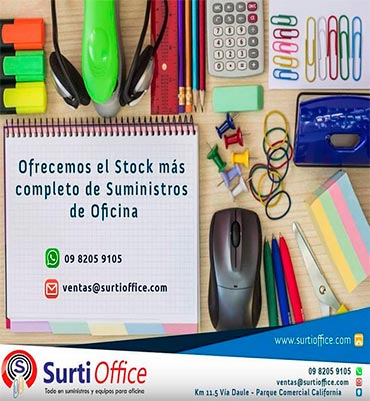 Surti Office
Ofrecemos el Stock más
completo de Suministros
de Oficina
09 8205 9105
ventas@surtioffice.com
www.surtioffice.com
Surti Office
Todo en suministros y equipos para oficina
09 8205 9105
ventas@surtioffice.com
Km 11.5 Vía Daule - Parque Comercial California